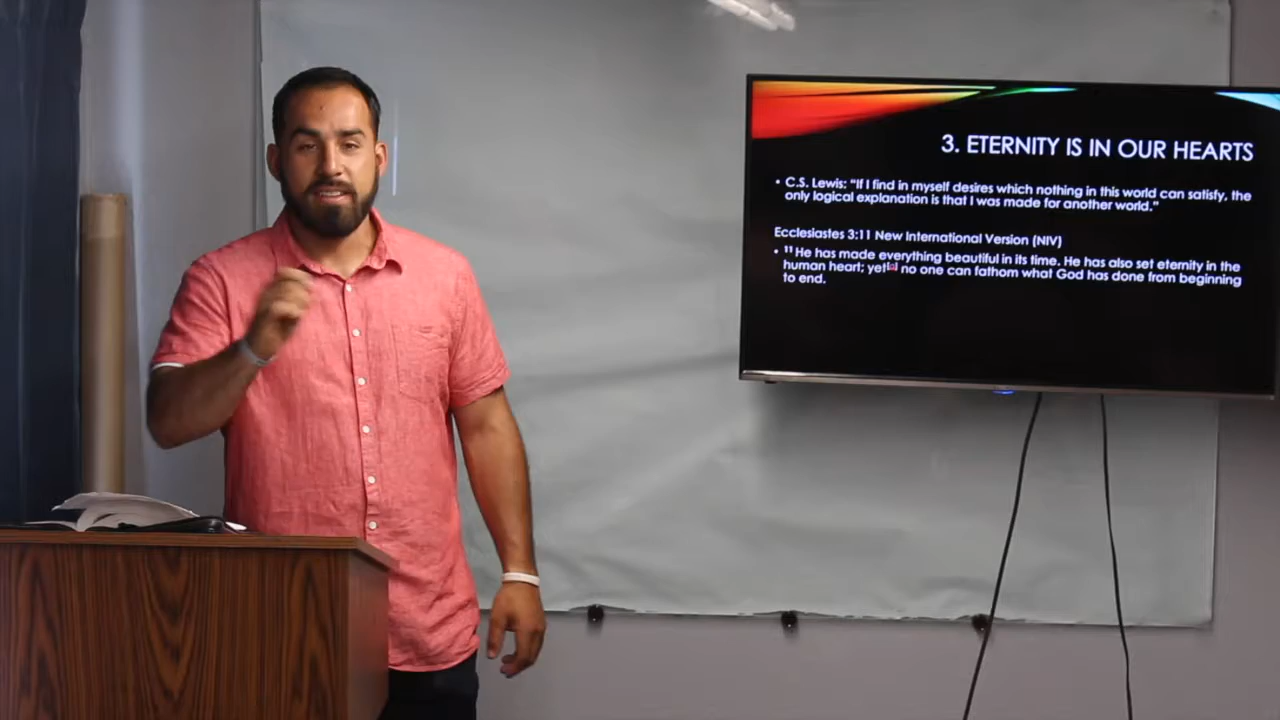 3. ETERNITY IS IN OUR HEARTS
• C.S. Lewis: "If I find in myself desires which nothing in this world can satisfy, the
only logical explanation is that I was made for another world."
Ecclesiastes 3:11 New International Version (NIV)
• 11 He has made everything beautiful in its time. He has also set eternity in the
human heart; yet[a] no one can fathom what God has done from beginning
to end.